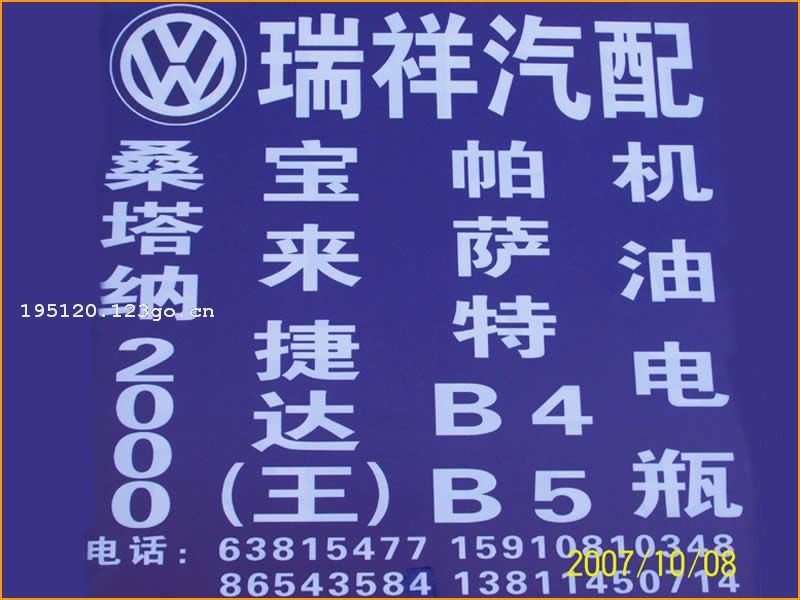 瑞祥汽配
桑塔纳2000
宝来
捷达
(王)
帕萨特
B4
B5
机油
电瓶
电话: 63815477 15910810348
86543584 13811450714
195120.123go.cn
2007/10/08